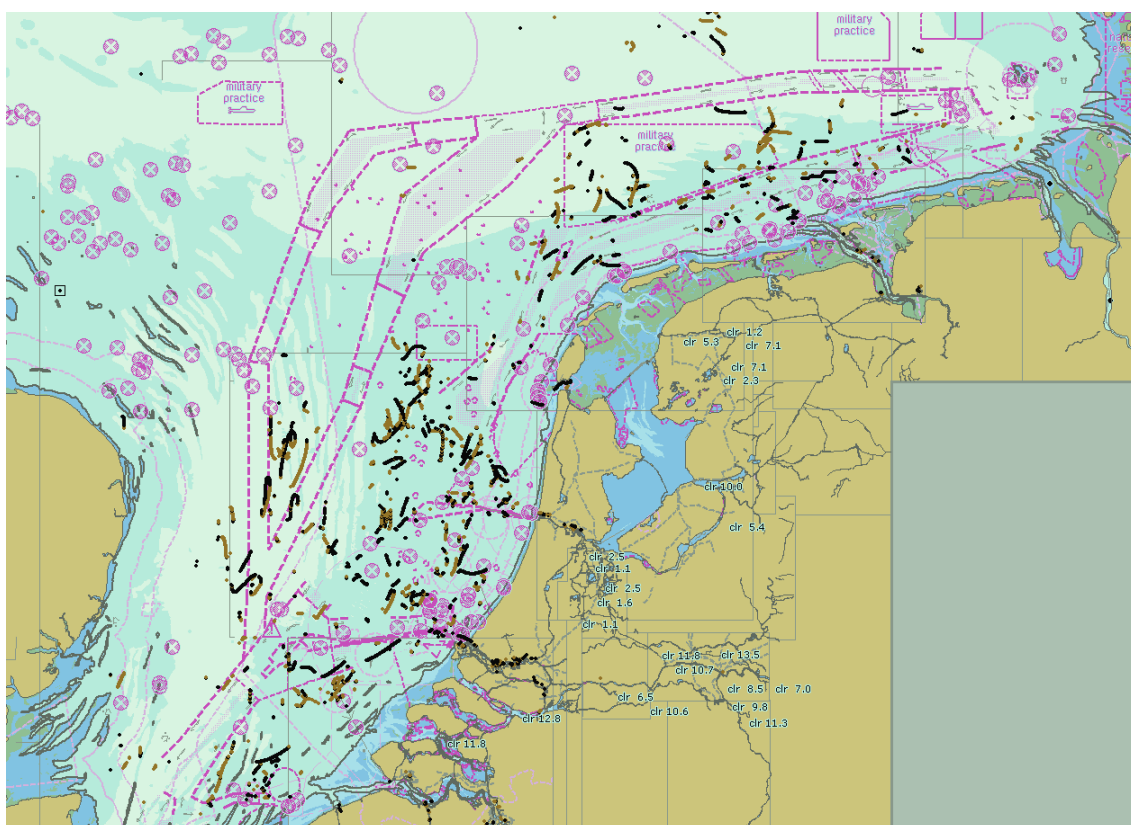 military
practice
military
practice
military
practice
clr 1.2
clr 5.3
clr 7.1
clr 7.1
clr 2.3
clr 10.0
clr 5.4
clr 2.5
clr 1.1
clr 2.5
clr 1.6
clr 1.1
clr 11.8
clr 13.5
clr 10.7
clr 8.5
clr 7.0
clr 6.5
clr 9.8
clr 10.6
clr 12.8
clr 11.3
clr 11.8